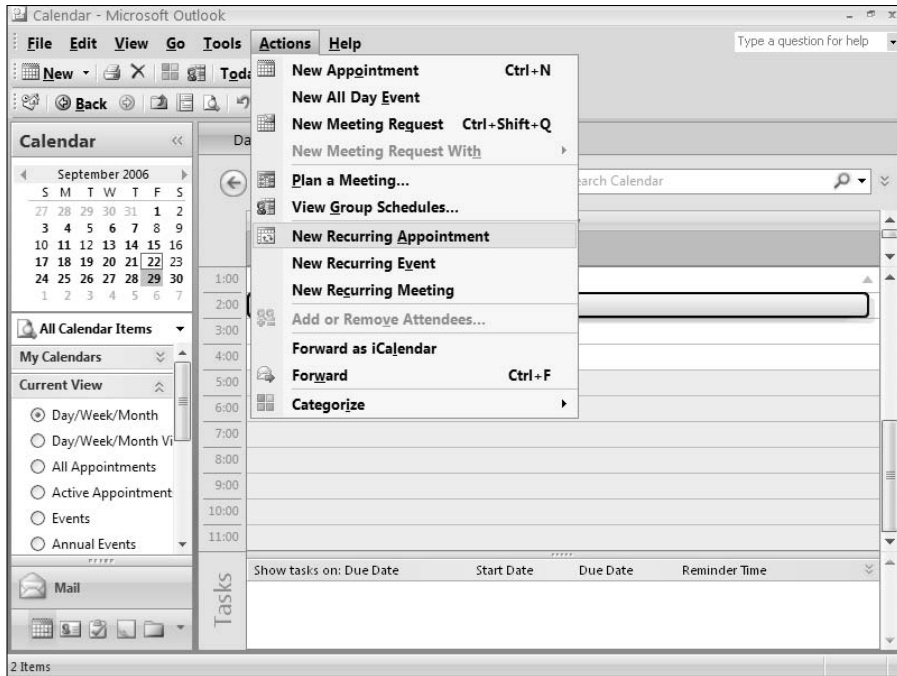 Calendar - Microsoft Outlook
File Edit View Go Tools Actions Help
Type a question for help
New
Back
Calendar
September 2006
S M T W T F S
27 28 29 30 31 1 2
3 4 5 6 7 8 9
10 11 12 13 14 15 16
17 18 19 20 21 22 23
24 25 26 27 28 29 30
1 2 3 4 5 6 7
All Calendar Items
My Calendars
Current View
Day/Week/Month
Day/Week/Month Vi
All Appointments
Active Appointment
Events
Annual Events
Mail
New Appointment Ctrl+N
New All Day Event
New Meeting Request Ctrl+Shift+Q
New Meeting Request With
Plan a Meeting...
View Group Schedules...
New Recurring Appointment
New Recurring Event
New Recurring Meeting
Add or Remove Attendees...
Forward as iCalendar
Forward Ctrl+F
Categorize
Calendar
1:00
2:00
3:00
4:00
5:00
6:00
7:00
8:00
9:00
10:00
11:00
Tasks
Show tasks on: Due Date Start Date Due Date Reminder Time
2 Items